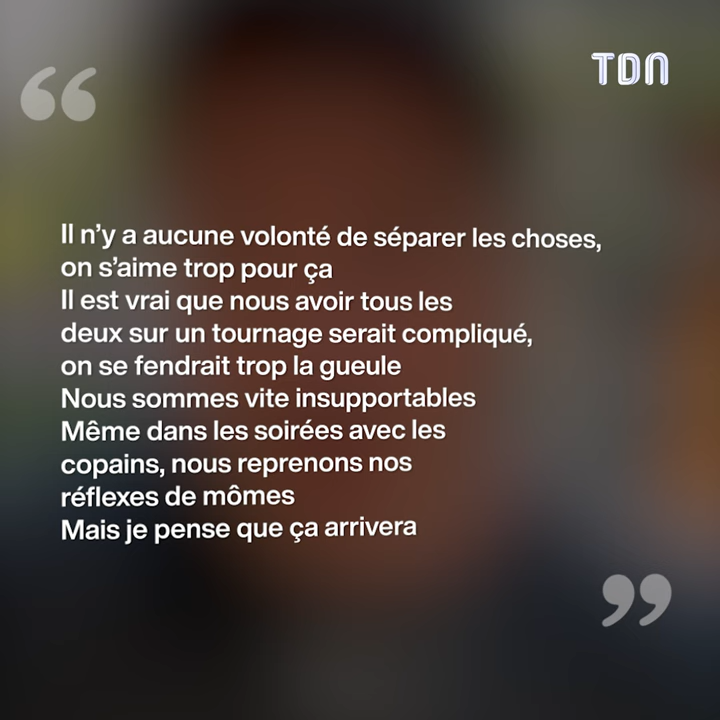 TDN
“
Il n’y a aucune volonté de séparer les choses,
on s’aime trop pour ça
Il est vrai que nous avoir tous les
deux sur un tournage serait compliqué,
on se fendrait trop la gueule
Nous sommes vite insupportables
Même dans les soirées avec les
copains, nous reprenons nos
réflexes de mômes
Mais je pense que ça arrivera
”